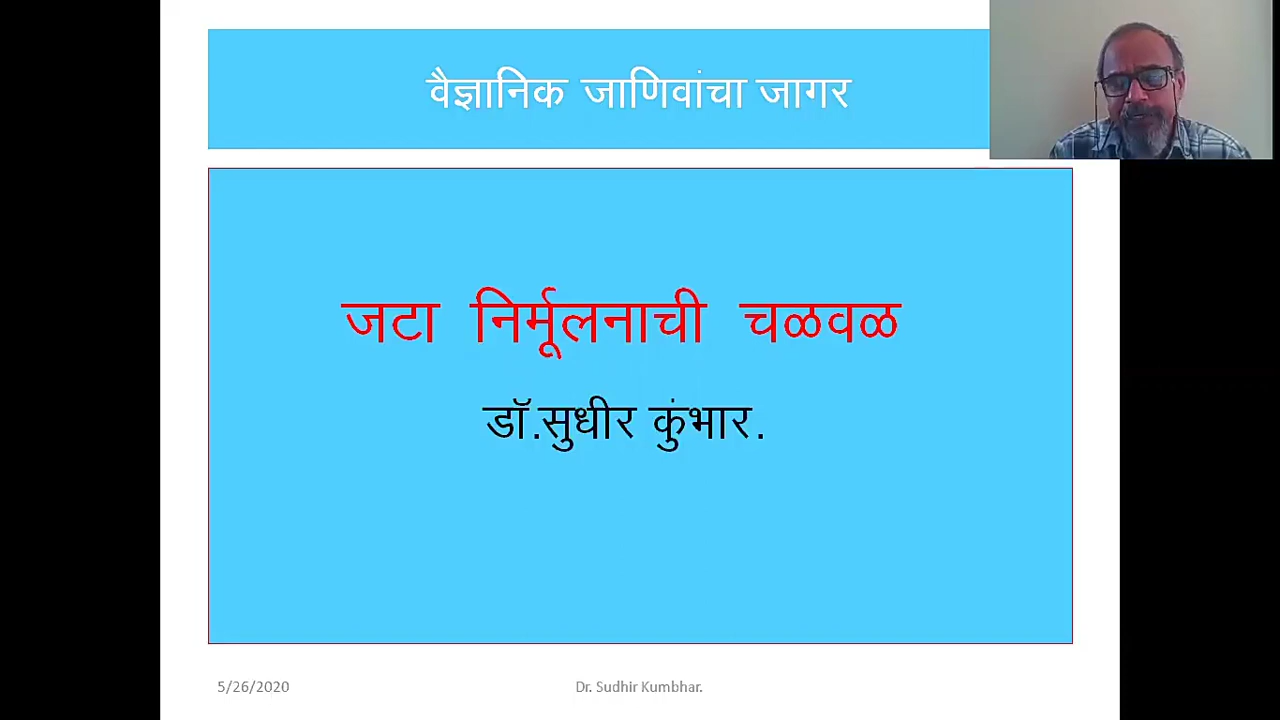 वैज्ञानिक जाणिवांचा जागर
जटा निर्मूलनाची चळवळ
डॉ.सुधीर कुंभार.
5/26/2020
Dr. Sudhir Kumbhar.